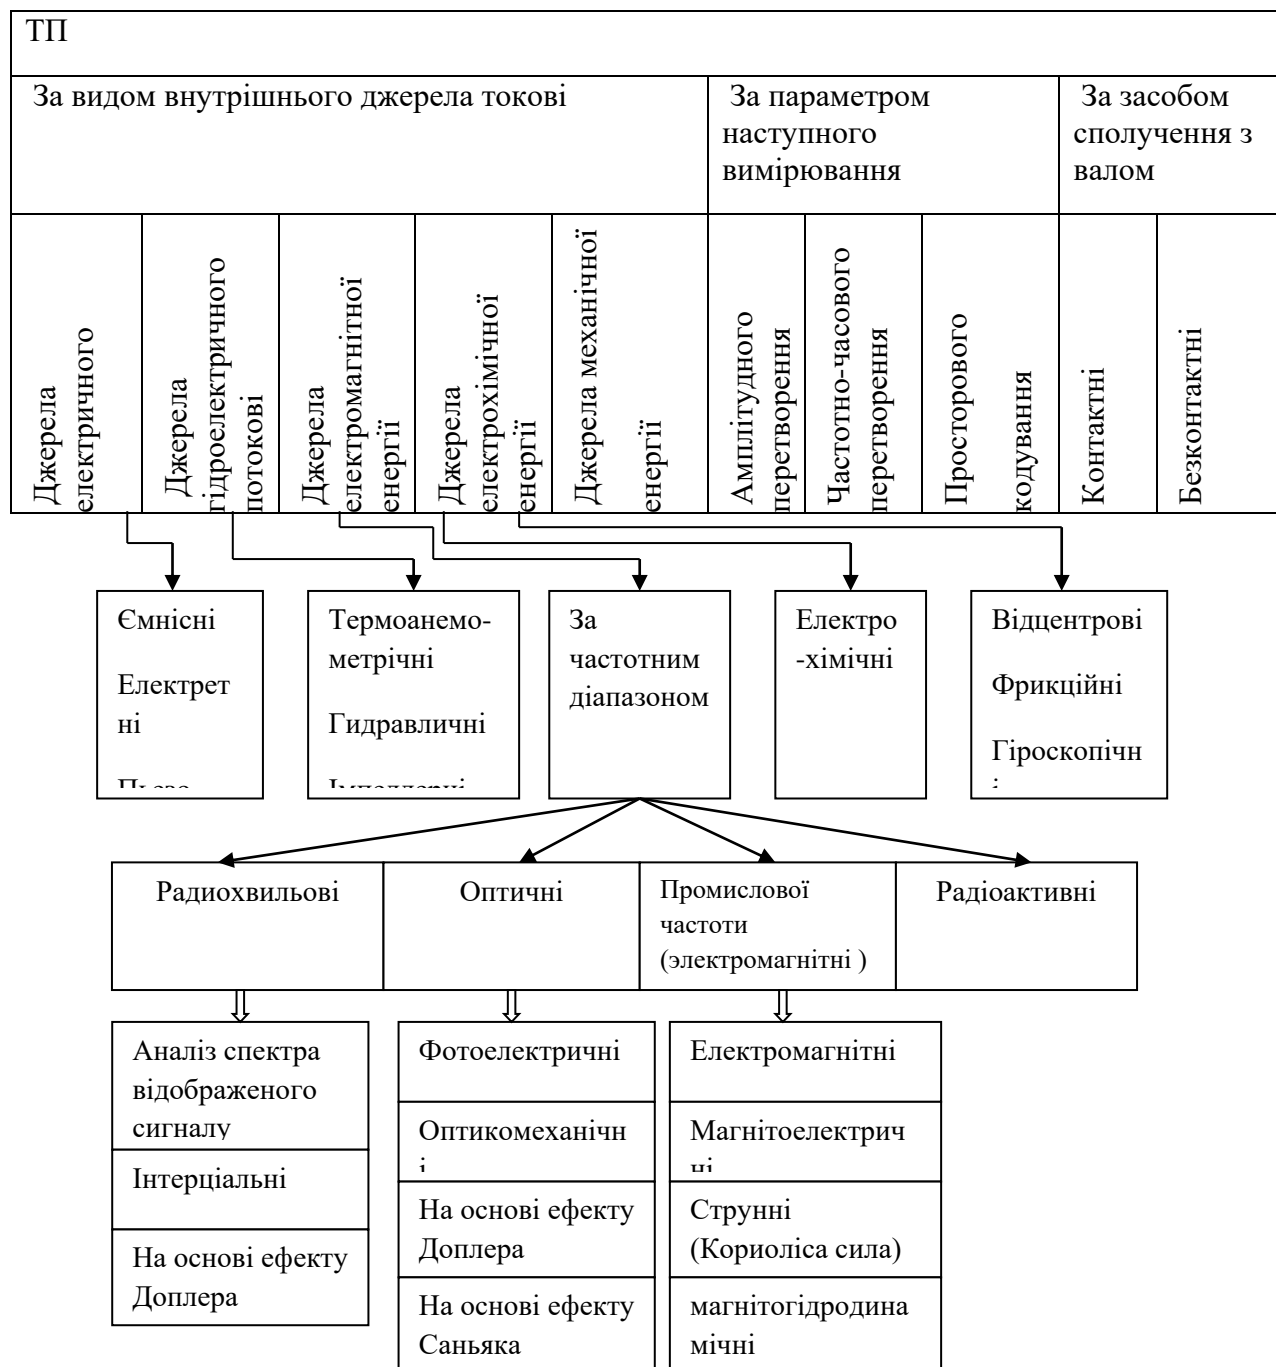 ТП
За видом внутрішнього джерела токові
За параметром
наступного
вимірювання
За засобом
сполучення з
валом
Джерела
електричного
Джерела
гідроелектричного
потокові
Джерела
електромагнітної
енергії
Джерела
електрохімічної
енергії
Джерела механічної
енергії
Амплітудного
перетворення
Частотно-часового
перетворення
Просторового
кодування
Контактні
Безконтактні
Ємнісні
Електрет
ні
Термоанемо-
метрічні
Гидравличні
За
частотним
діапазоном
Електро
-хімічні
Відцентрові
Фрикційні
Гіроскопічн
і
Радиохвильові
Оптичні
Промислової
частоти
(электромагнітні )
Радіоактивні
Аналіз спектра
відображеного
сигналу
Інтерціальні
На основі ефекту
Доплера
Фотоелектричні
Оптикомеханічн
і
На основі ефекту
Доплера
На основі ефекту
Саньяка
Електромагнітні
Магнітоелектрич
ні
Струнні
(Кориоліса сила)
магнітогідродина
мічні